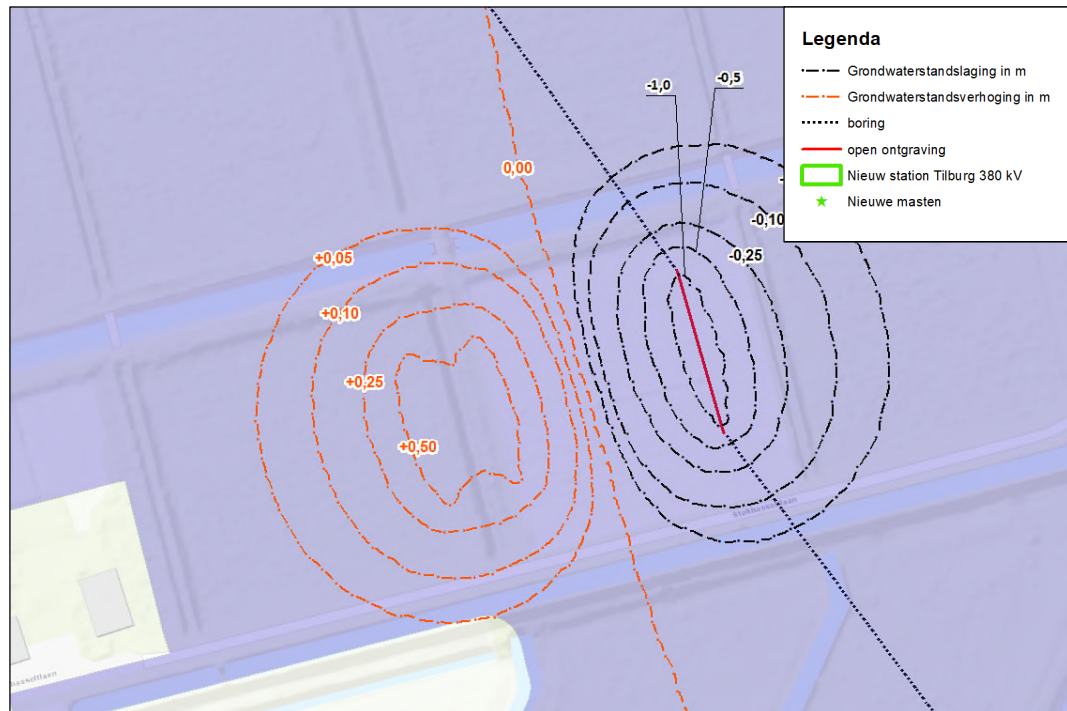 Legenda
Grondwaterstandslaging in m
Grondwaterstandsverhoging in m
boring
open ontgraving
Nieuw station Tilburg 380 kV
Nieuwe masten
-1,0
-0,5
0,00
-0,10
-0,25
+0,05
+0,10
+0,25
+0,50